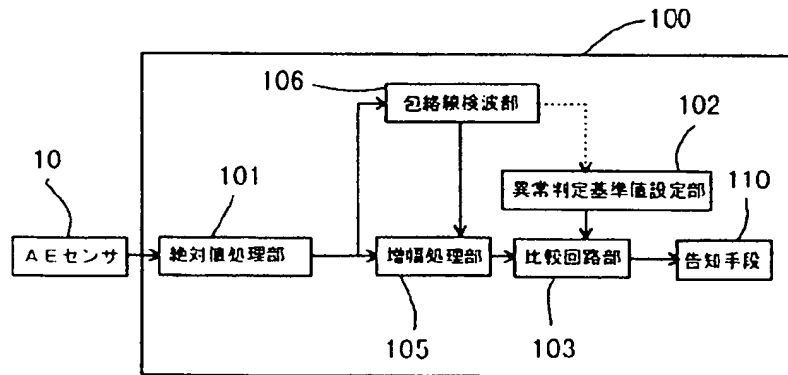 100
106
包絡線検波部
102
10
101
異常判定基準値設定部
110
AEセンサ
絶対値処理部
増幅処理部
比較回路部
告知手段
105
103